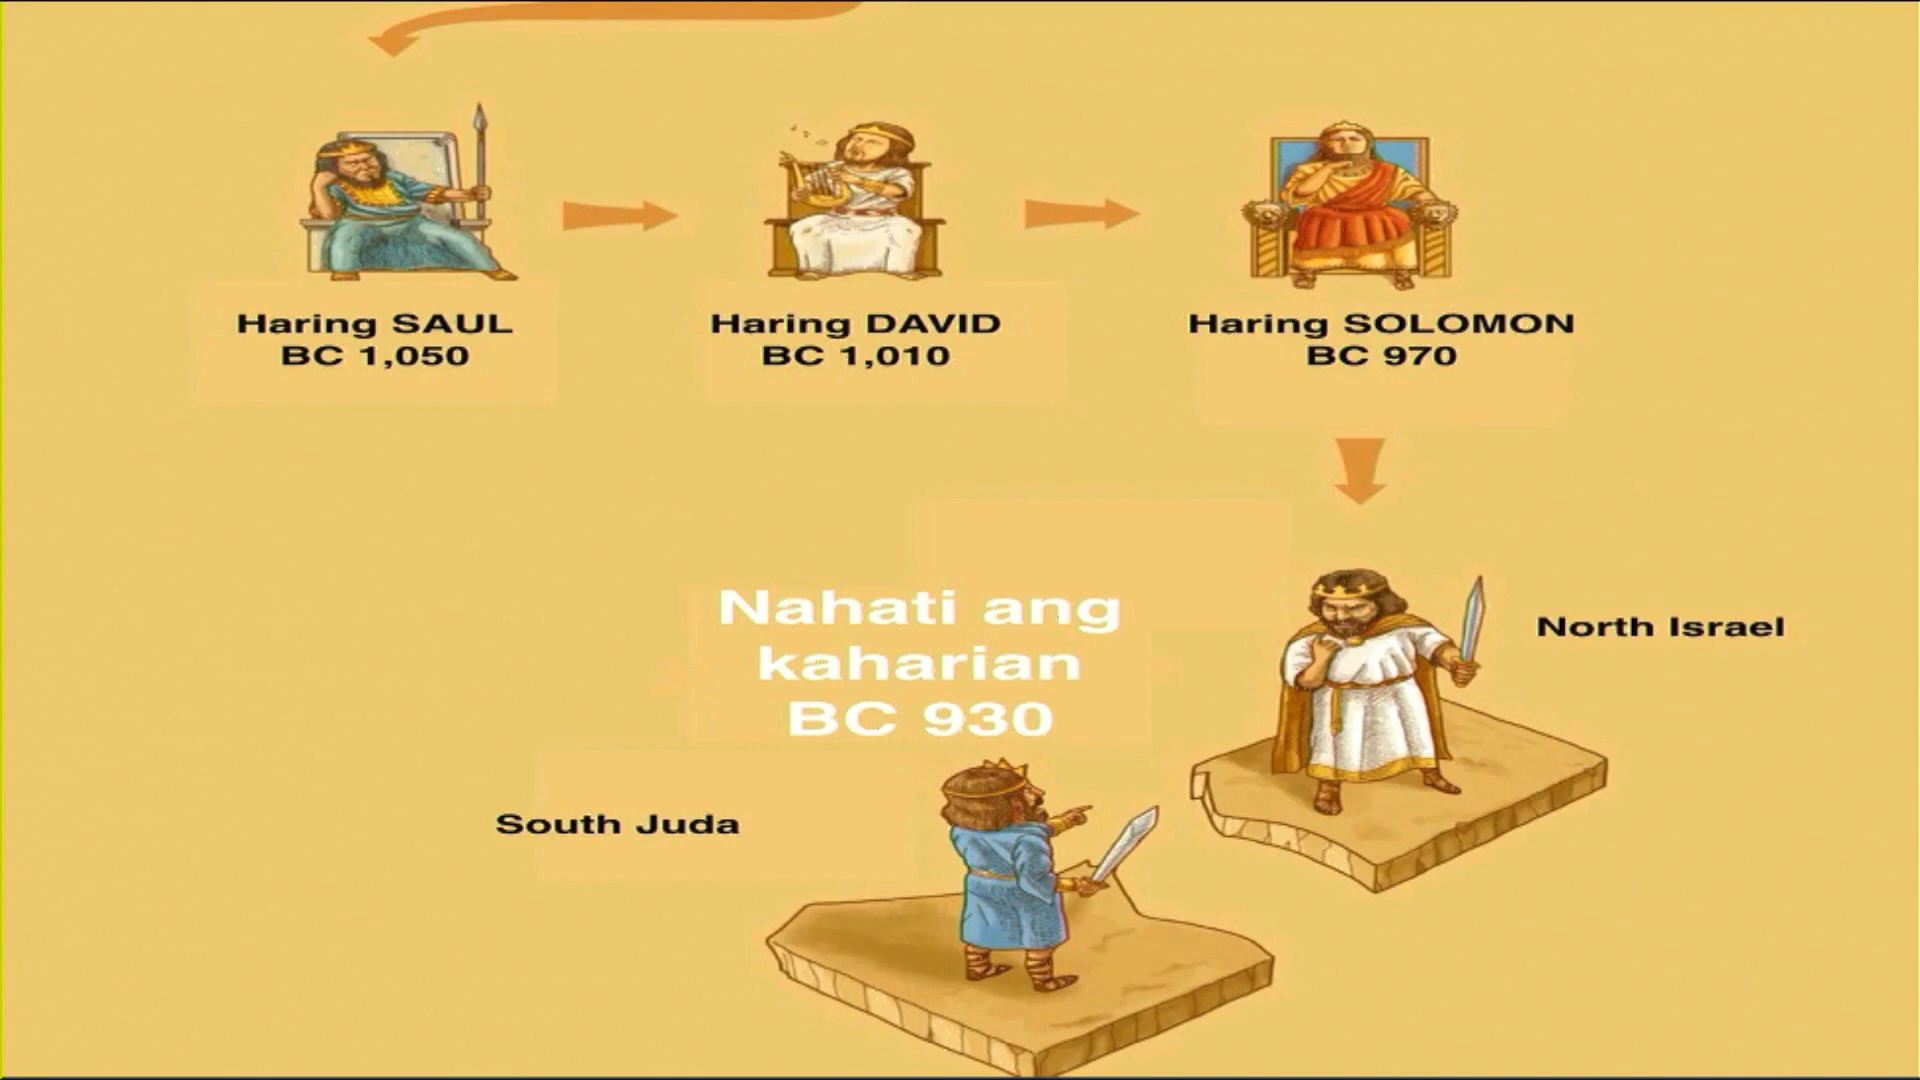 Haring SAUL
BC 1,050
Haring DAVID
BC 1,010
Haring SOLOMON
BC 970
Nahati ang
kaharian
BC 930
North Israel
South Juda